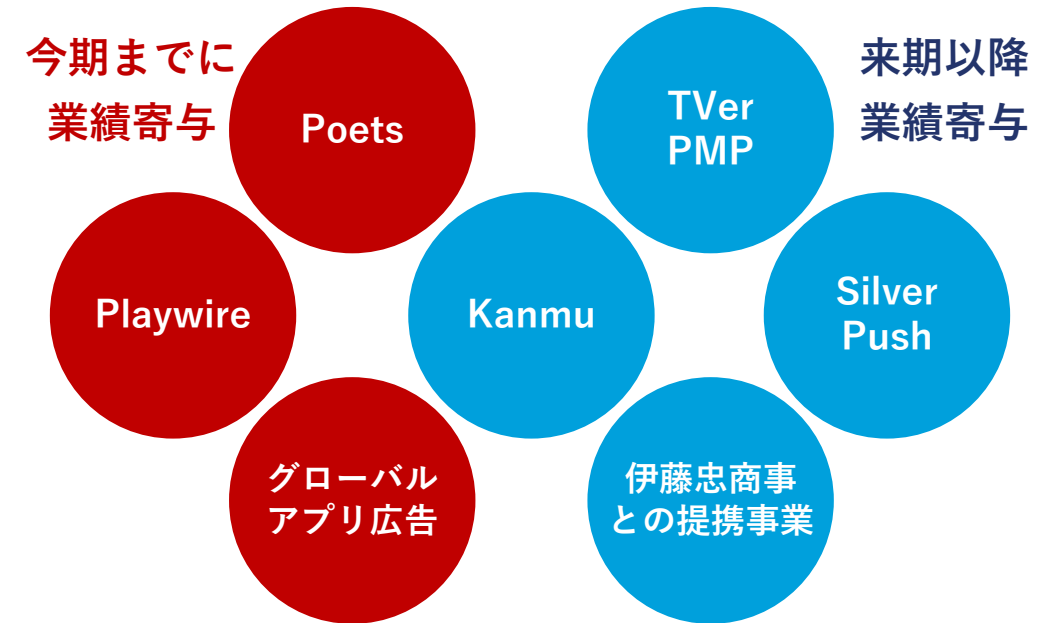 今期までに
業績寄与
Poets
TVer
PMP
来期以降
業績寄与
Playwire
Kanmu
Silver
Push
グローバル
アプリ広告
伊藤忠商事
との提携事業